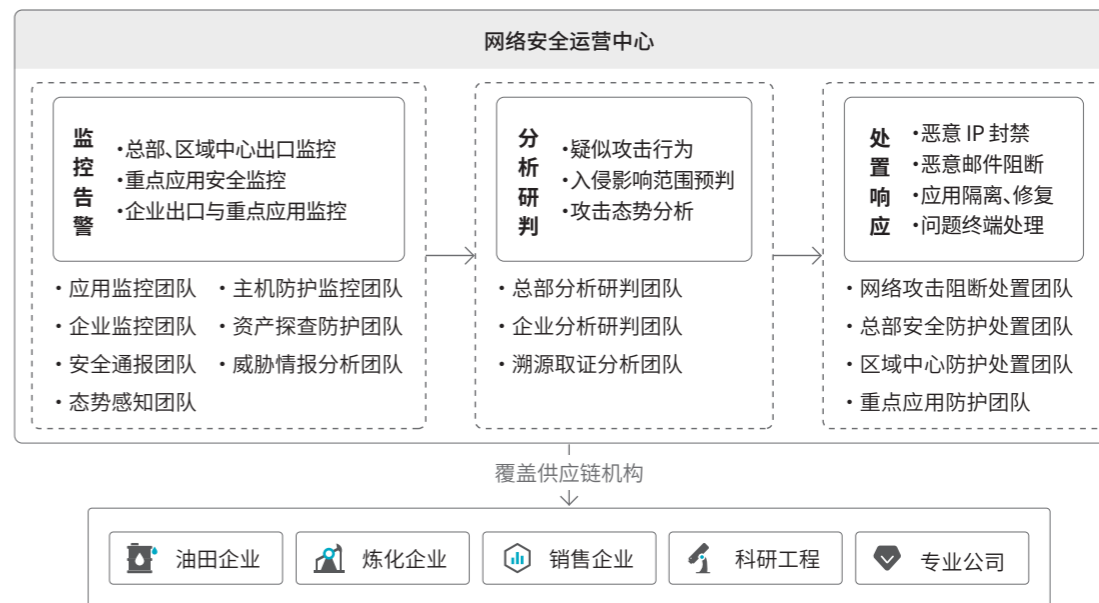 网络安全运营中心
监控告警
·总部、区域中心出口监控
·重点应用安全监控
·企业出口与重点应用监控
·应用监控团队 ·主机防护监控团队
·企业监控团队 ·资产探查防护团队
·安全通报团队 ·威胁情报分析团队
·态势感知团队
分析研判
·疑似攻击行为
·入侵影响范围预判
·攻击态势分析
·总部分析研判团队
·企业分析研判团队
·溯源取证分析团队
处置响应
·恶意 IP 封禁
·恶意邮件阻断
·应用隔离、修复
·问题终端处理
·网络攻击阻断处置团队
·总部安全防护处置团队
·区域中心防护处置团队
·重点应用防护团队
覆盖供应链机构
油田企业
炼化企业
销售企业
科研工程
专业公司